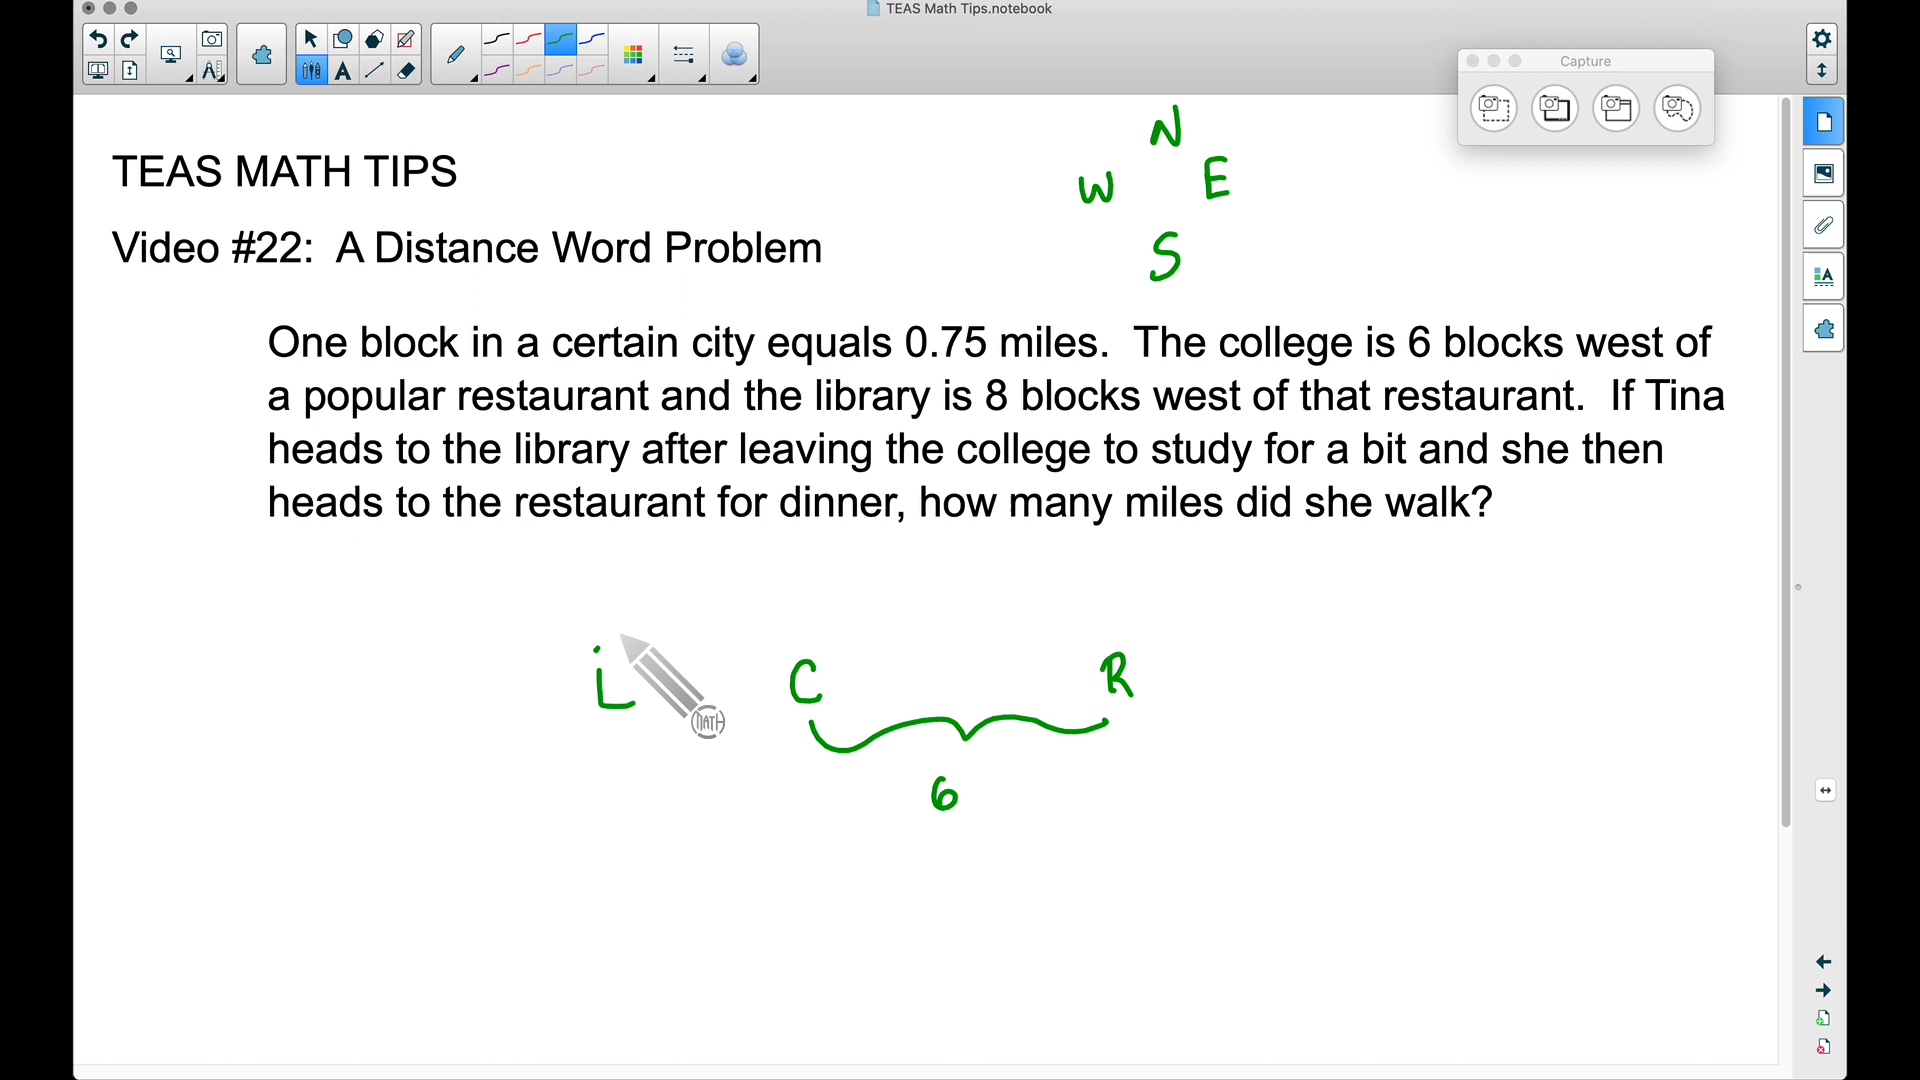 TEAS Math Tips.notebook
Capture
N
W E
S
TEAS MATH TIPS
Video #22: A Distance Word Problem
One block in a certain city equals 0.75 miles. The college is 6 blocks west of
a popular restaurant and the library is 8 blocks west of that restaurant. If Tina
heads to the library after leaving the college to study for a bit and she then
heads to the restaurant for dinner, how many miles did she walk?
L C R
MATH
6